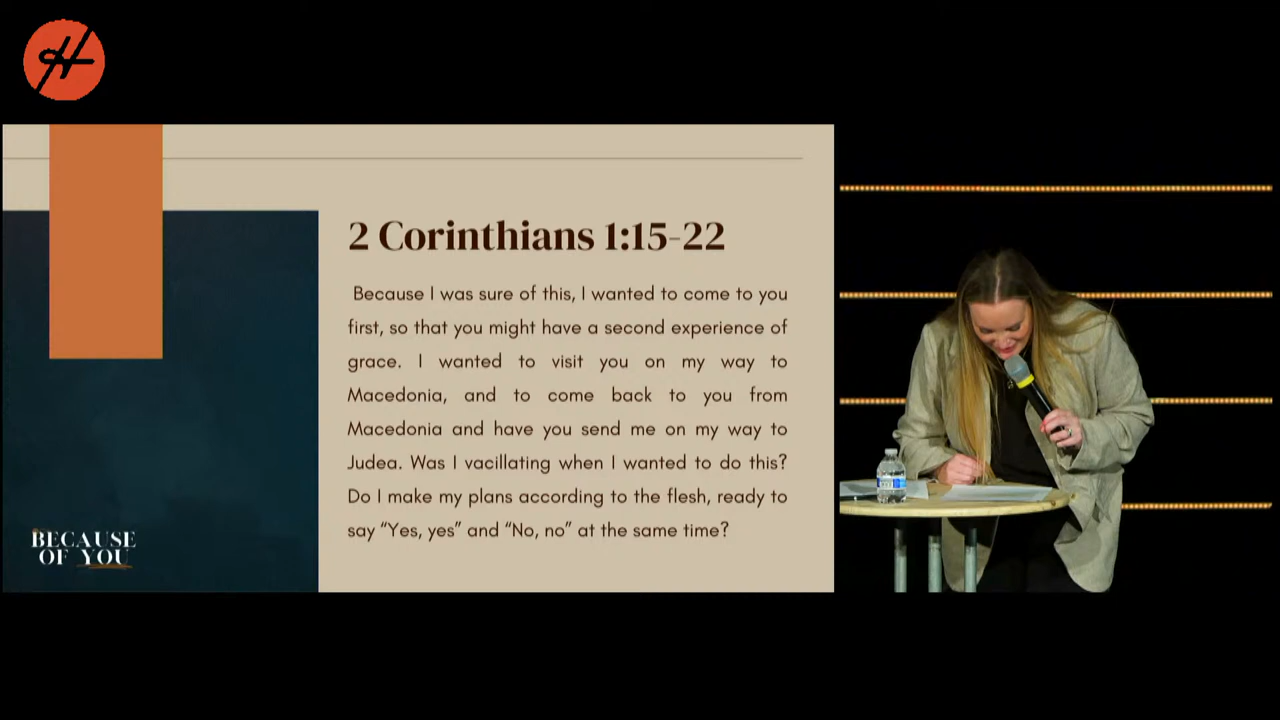 2 Corinthians 1:15-22
Because I was sure of this, I wanted to come to you
first, so that you might have a second experience of
grace. I wanted to visit you on my way to
Macedonia, and to come back to you from
Macedonia and have you send me on my way to
Judea. Was I vacillating when I wanted to do this?
Do I make my plans according to the flesh, ready to
say “Yes, yes” and “No, no” at the same time?
BECAUSE
OF YOU